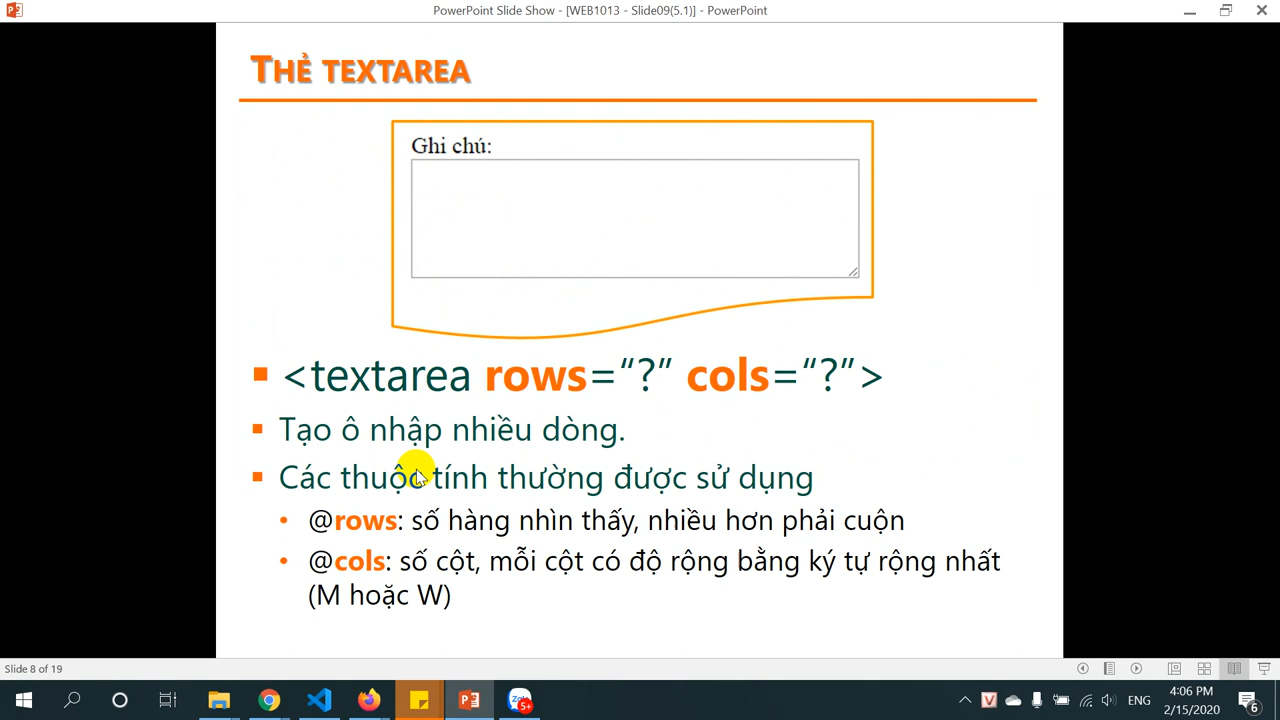 PowerPoint Slide Show - [WEB1013 - Slide09(5.1)] - PowerPoint
THẺ TEXTAREA
Ghi chú:
<textarea rows=“?” cols=“?”>
Tạo ô nhập nhiều dòng.
Các thuộc tính thường được sử dụng
@rows: số hàng nhìn thấy, nhiều hơn phải cuộn
@cols: số cột, mỗi cột có độ rộng bằng ký tự rộng nhất
(M hoặc W)
Slide 8 of 19
5+
ENG
4:06 PM
2/15/2020
6